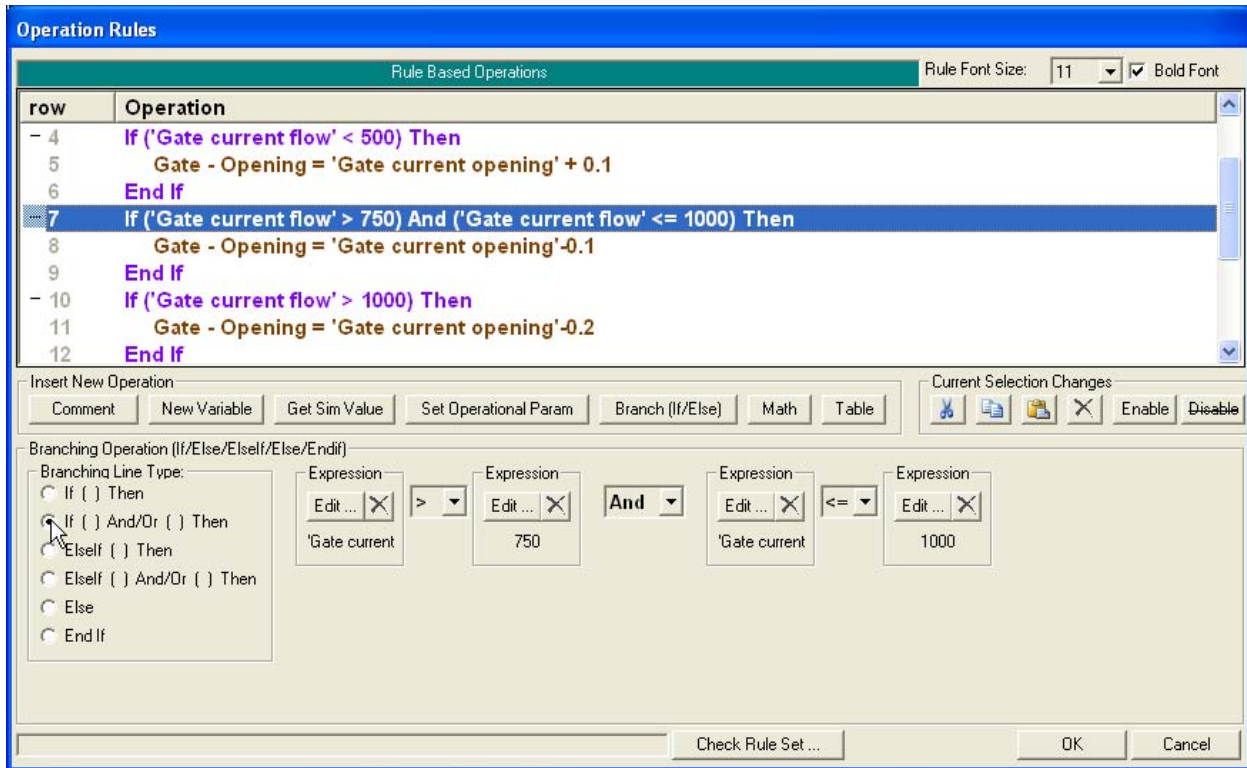 Operation Rules
Rule Based Operations Rule Font Size: 11 Bold Font
row Operation
4 If ('Gate current flow' < 500) Then
5 Gate - Opening = 'Gate current opening' + 0.1
6 End If
7 If ('Gate current flow' > 750) And ('Gate current flow' <= 1000) Then
8 Gate - Opening = 'Gate current opening'-0.1
9 End If
10 If ('Gate current flow' > 1000) Then
11 Gate - Opening = 'Gate current opening'-0.2
12 End If
Insert New Operation Current Selection Changes
Comment New Variable Get Sim Value Set Operational Param Branch (If/Else) Math Table Enable Disable
Branching Operation (If/Else/ElseIf/Else/Endif)
Branching Line Type: Expression Expression Expression Expression
If ( ) Then
Edit ... > Edit ... And Edit ... <= Edit ...
If ( ) And/Or ( ) Then
'Gate current 750 'Gate current 1000
ElseIf ( ) Then
ElseIf ( ) And/Or ( ) Then
Else
End If
Check Rule Set ... OK Cancel